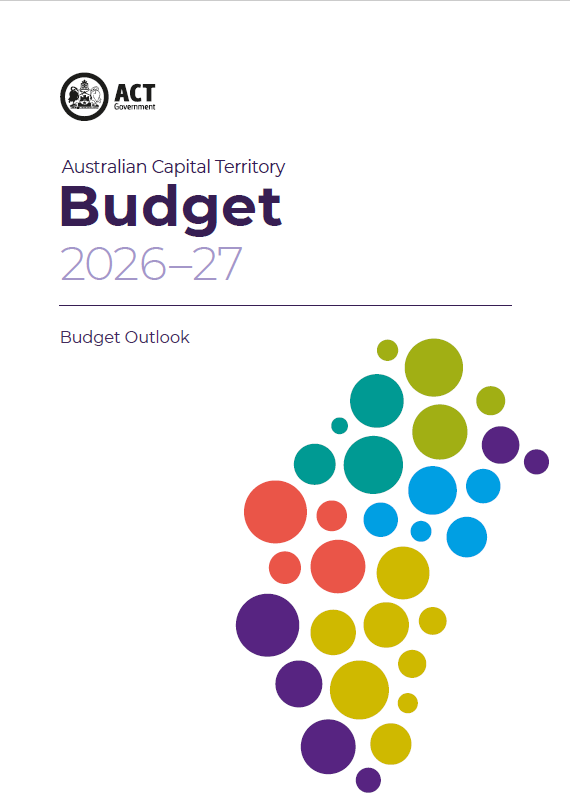 ACT
Government
Australian Capital Territory
Budget
2026–27
Budget Outlook